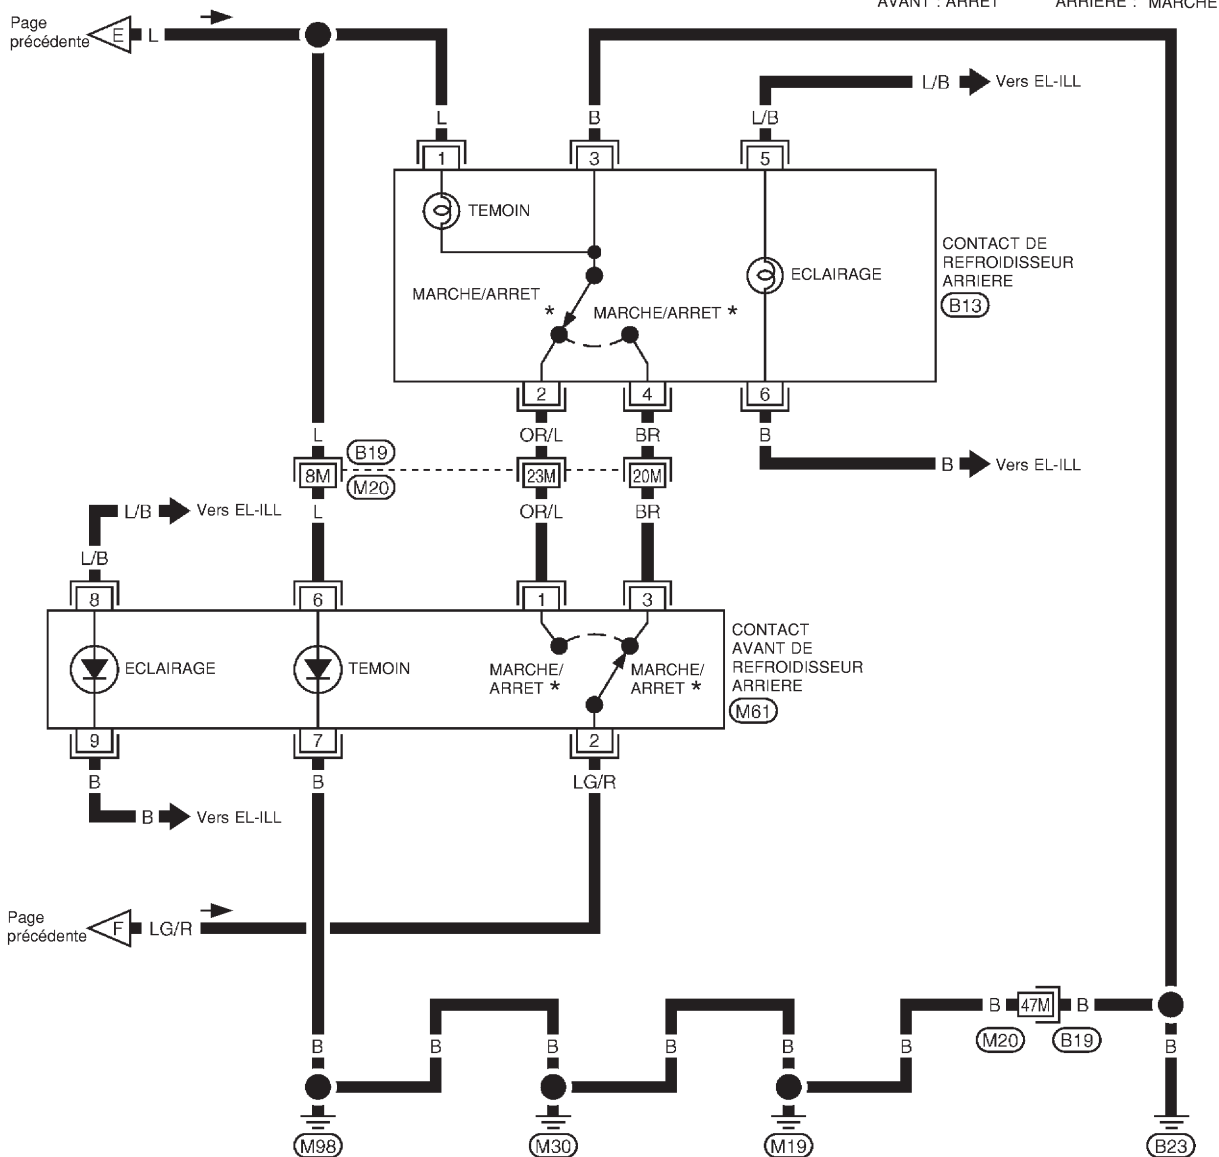 AVANT : ARRET ARRIERE : MARCHE
Page
précédente
E
L
L
B
L/B
L/B
Vers EL-ILL
1
3
5
TEMOIN
MARCHE/ARRET
*
MARCHE/ARRET *
ECLAIRAGE
CONTACT DE
REFROIDISSEUR
ARRIERE
B13
2
4
6
L
OR/L
BR
B
B19
8M
M20
23M
20M
B
Vers EL-ILL
L
OR/L
BR
L/B
Vers EL-ILL
L/B
8
6
1
3
ECLAIRAGE
TEMOIN
MARCHE/
ARRET *
MARCHE/
ARRET *
CONTACT
AVANT DE
REFROIDISSEUR
ARRIERE
M61
9
7
2
B
B
LG/R
B
Vers EL-ILL
Page
précédente
F
LG/R
B
47M
B
M20
B19
B
B
B
B
B
B
B
M98
M30
M19
B23